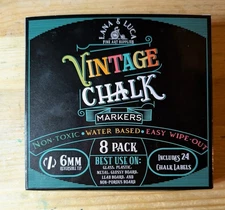 LANA & LUCA
FINE ART SUPPLIES
VINTAGE
CHALK
MARKERS
NON-TOXIC • WATER BASED • EASY WIPE-OUT
8 PACK
6MM
REVERSIBLE TIP
BEST USE ON:
GLASS, PLASTIC,
METAL, GLOSSY BOARD,
LEAD BOARD, AND
NON-POROUS BOARD
INCLUDES 24
CHALK LABELS